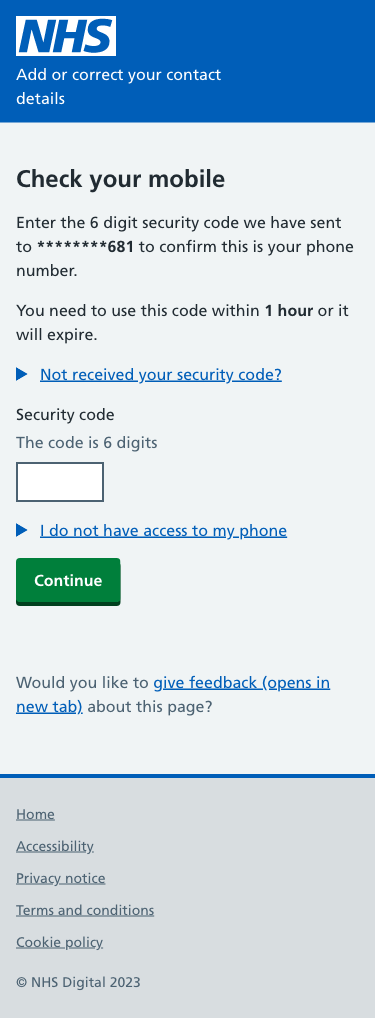 NHS
Add or correct your contact
details
Check your mobile
Enter the 6 digit security code we have sent
to ********681 to confirm this is your phone
number.
You need to use this code within 1 hour or it
will expire.
Not received your security code?
Security code
The code is 6 digits
I do not have access to my phone
Continue
Would you like to give feedback (opens in
new tab) about this page?
Home
Accessibility
Privacy notice
Terms and conditions
Cookie policy
© NHS Digital 2023